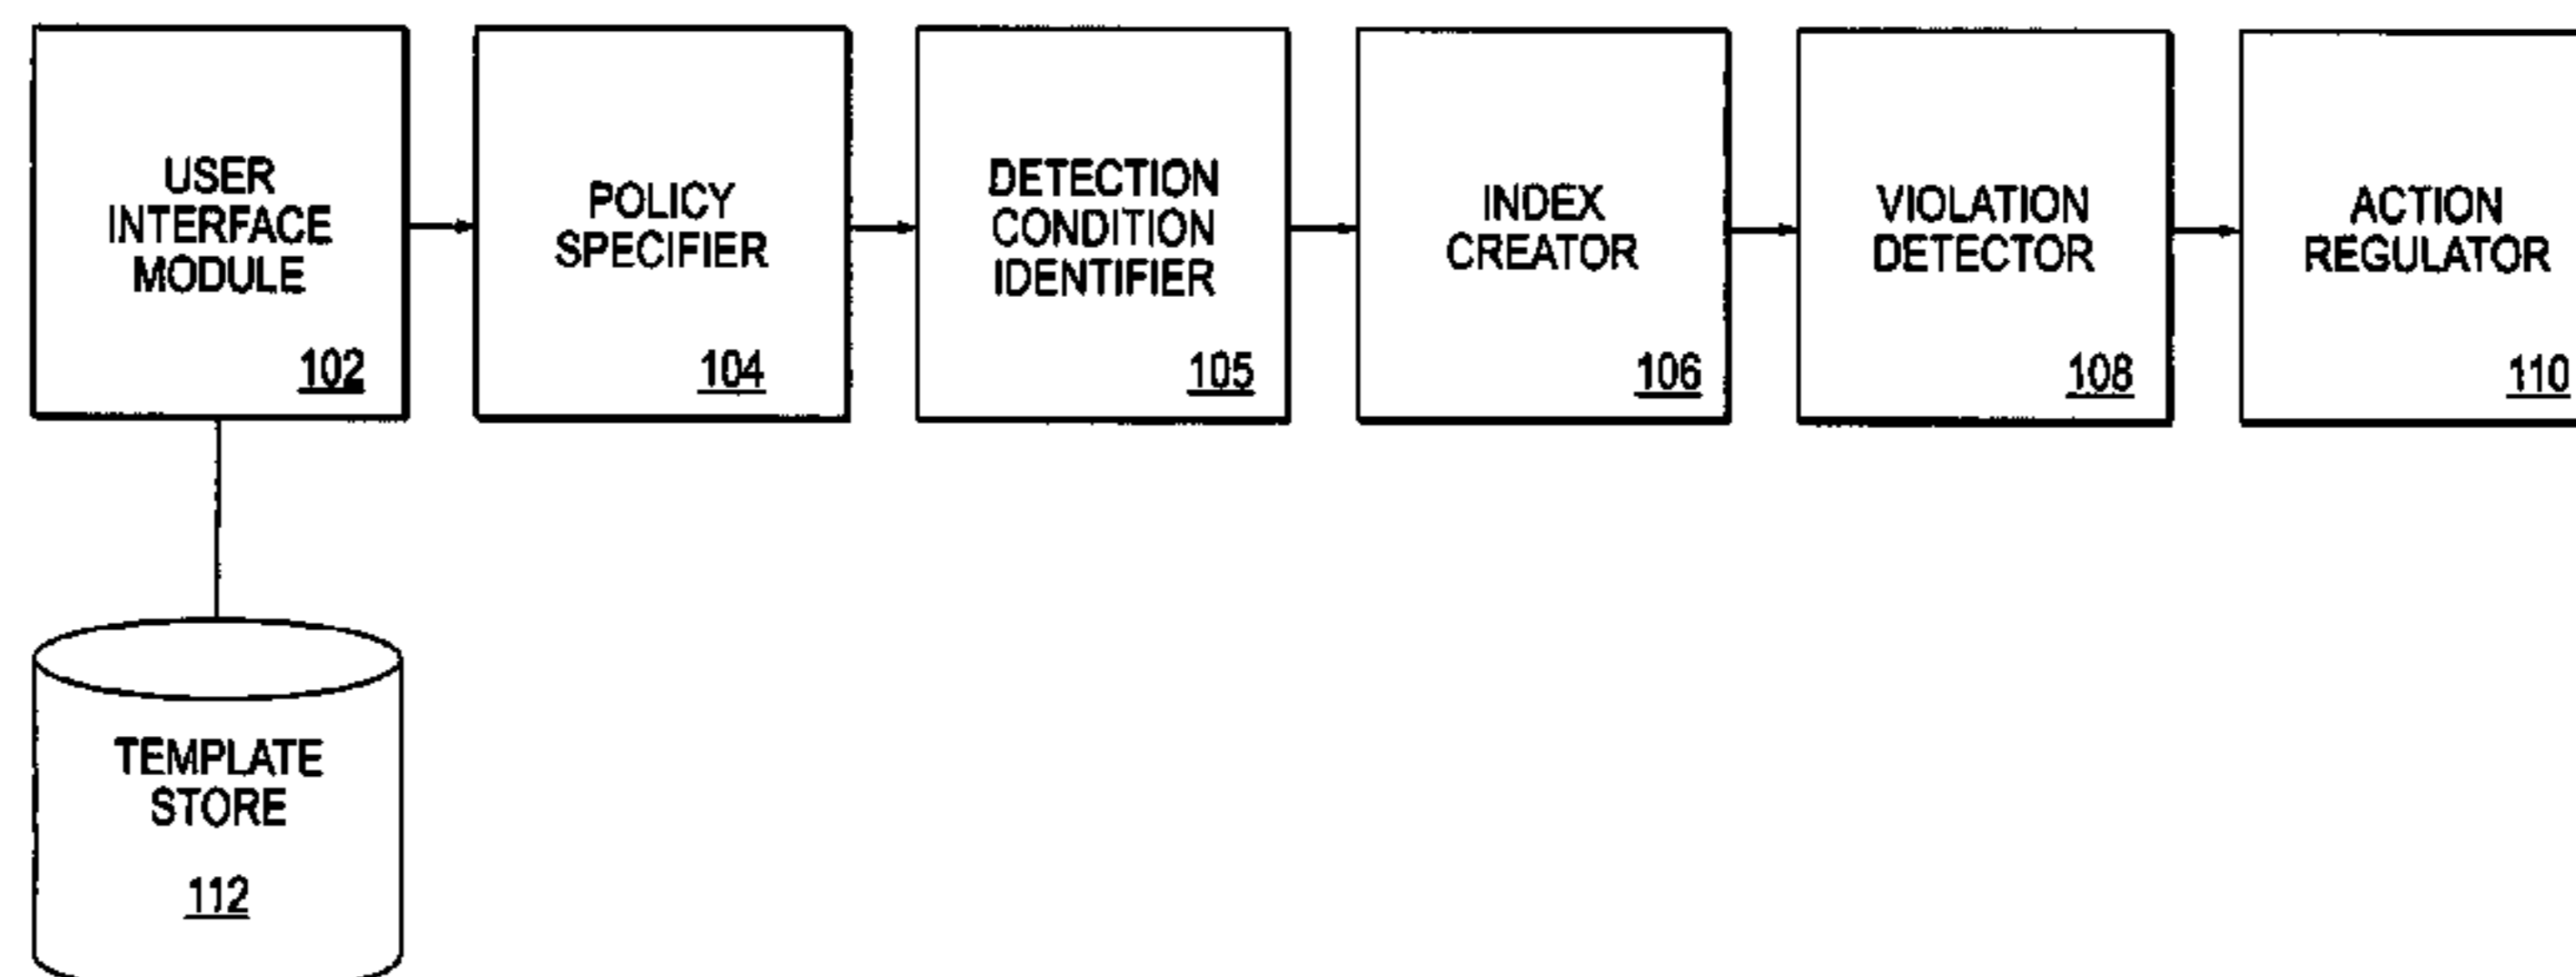 USER
INTERFACE
MODULE
102
POLICY
SPECIFIER
104
DETECTION
CONDITION
IDENTIFIER
105
INDEX
CREATOR
106
VIOLATION
DETECTOR
108
ACTION
REGULATOR
110
TEMPLATE
STORE
112